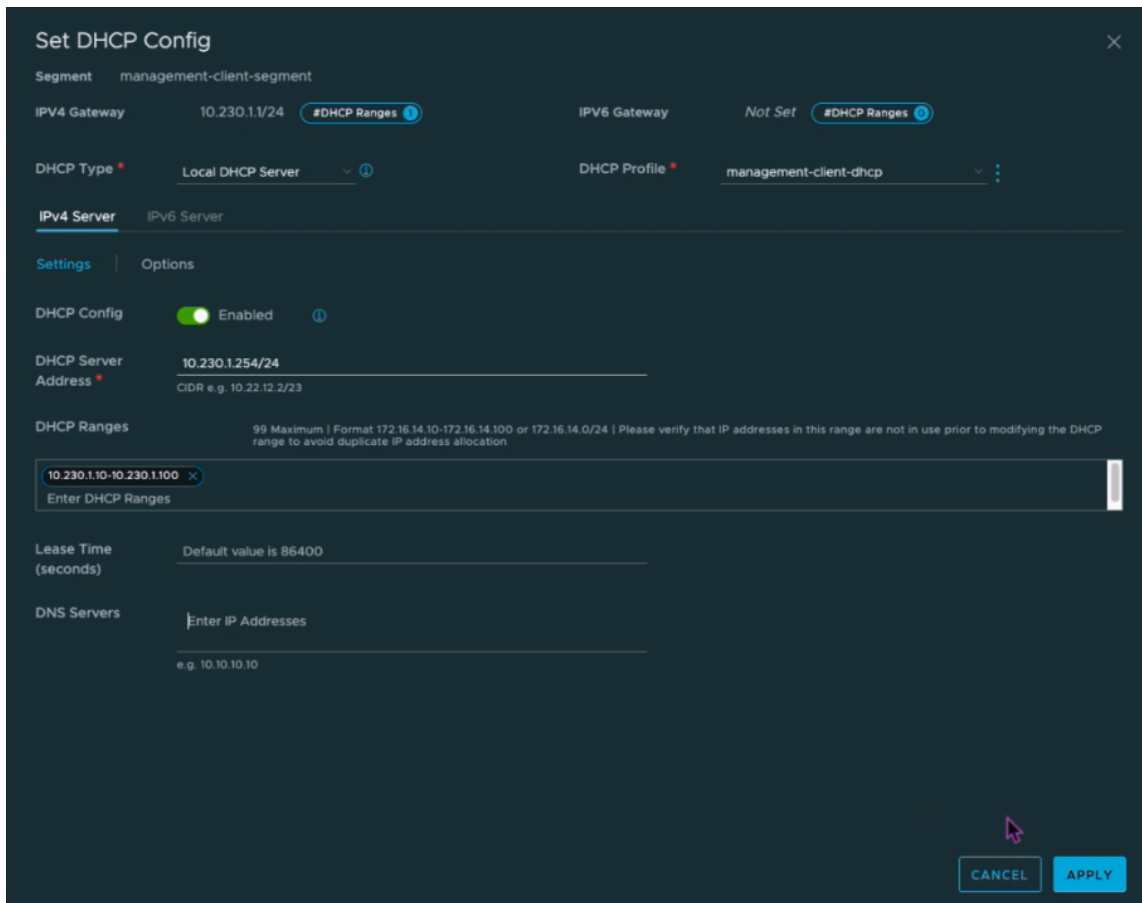 Set DHCP Config
Segment management-client-segment
IPV4 Gateway 10.230.1.1/24 #DHCP Ranges 1 IPV6 Gateway Not Set #DHCP Ranges 0
DHCP Type * Local DHCP Server DHCP Profile * management-client-dhcp
IPv4 Server IPv6 Server
Settings | Options
DHCP Config Enabled
DHCP Server
Address *
10.230.1.254/24
CIDR e.g. 10.22.12.2/23
DHCP Ranges
99 Maximum | Format 172.16.14.10-172.16.14.100 or 172.16.14.0/24 | Please verify that IP addresses in this range are not in use prior to modifying the DHCP
range to avoid duplicate IP address allocation
10.230.1.10-10.230.1.100
Enter DHCP Ranges
Lease Time
(seconds)
Default value is 86400
DNS Servers
Enter IP Addresses
e.g. 10.10.10.10
CANCEL APPLY